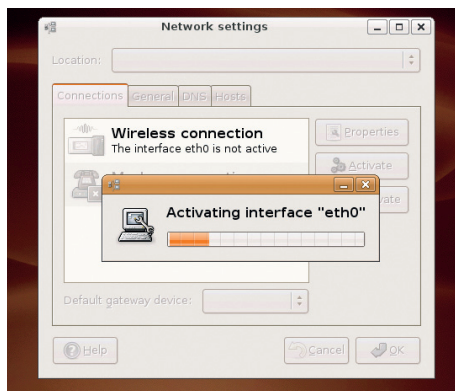 Network settings
Location:
Connections General DNS Hosts
Wireless connection
The interface eth0 is not active
Properties
Activate
Activating interface "eth0"
Default gateway device:
Help
Cancel
OK